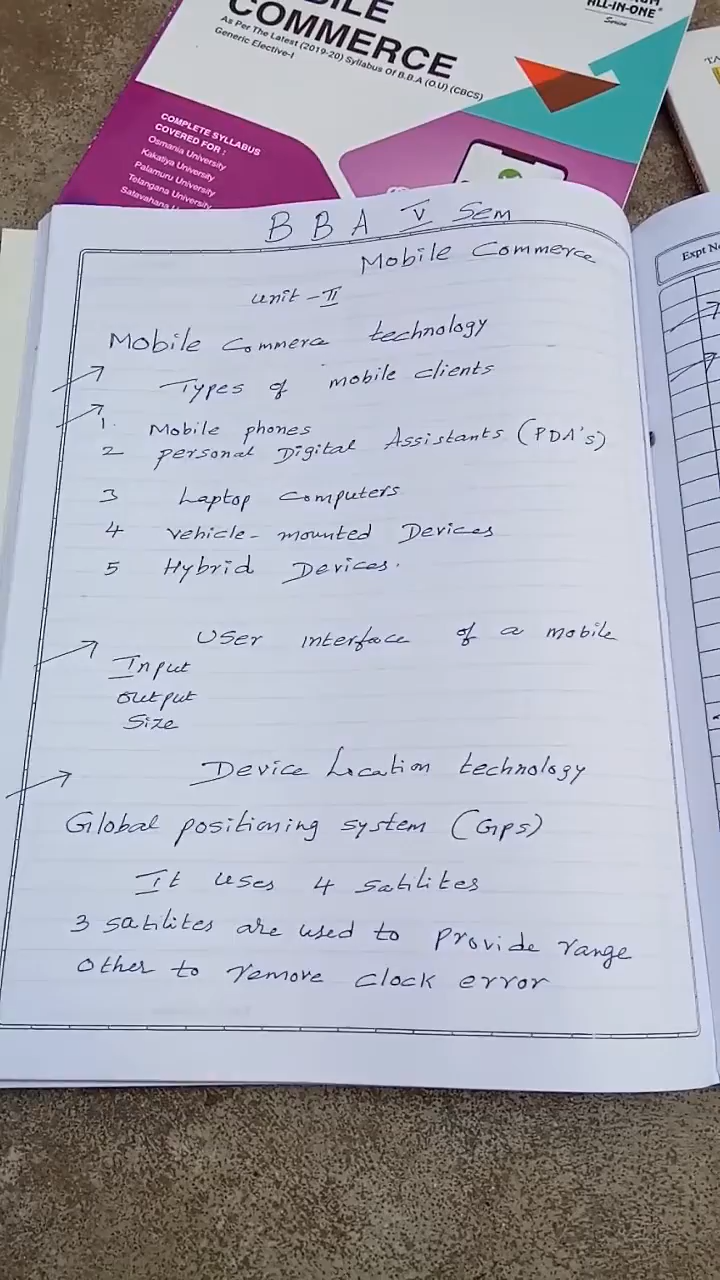 COMMERCE
ALL-IN-ONE
Series
As Per The Latest (2019-20) Syllabus Of B.B.A (O.U) (CBCS)
Generic Elective-I
COMPLETE SYLLABUS
COVERED FOR :
Osmania University
Kakatiya University
Palamuru University
Telangana University
Satavahana
B B A V Sem
Mobile Commerce
unit - II
Mobile Commerce technology
Types of mobile clients
1. Mobile phones
2 personal Digital Assistants (PDA's)
3 Laptop Computers
4 vehicle-mounted Devices
5 Hybrid Devices.
User interface of a mobile
Input
output
Size
Device Location technology
Global positioning system (Gps)
It uses 4 satilites
3 satilites are used to provide range
other to remove clock error
Expt No